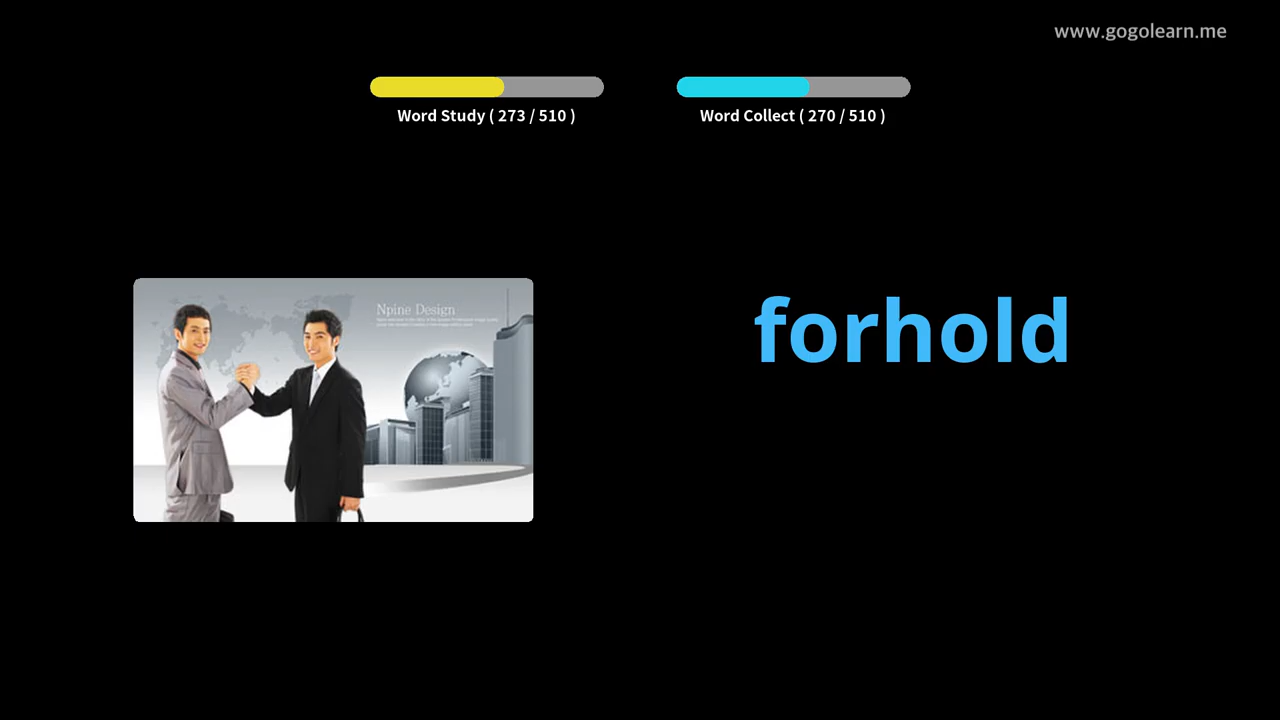 www.gogolearn.me
Word Study ( 273 / 510 )
Word Collect ( 270 / 510 )
Npine Design
forhold